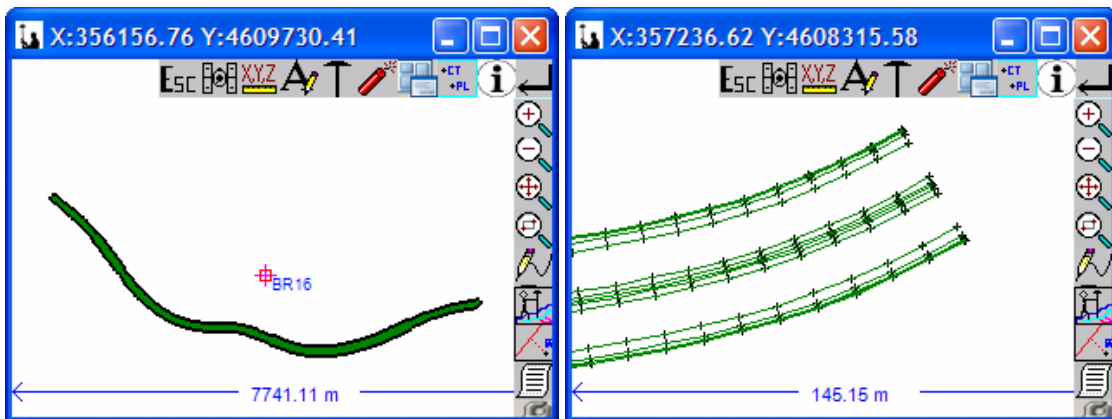 X:356156.76 Y:4609730.41
ESC X,Y,Z A +CT +PL i
BR16
7741.11 m
X:357236.62 Y:4608315.58
ESC X,Y,Z A +CT +PL i
145.15 m